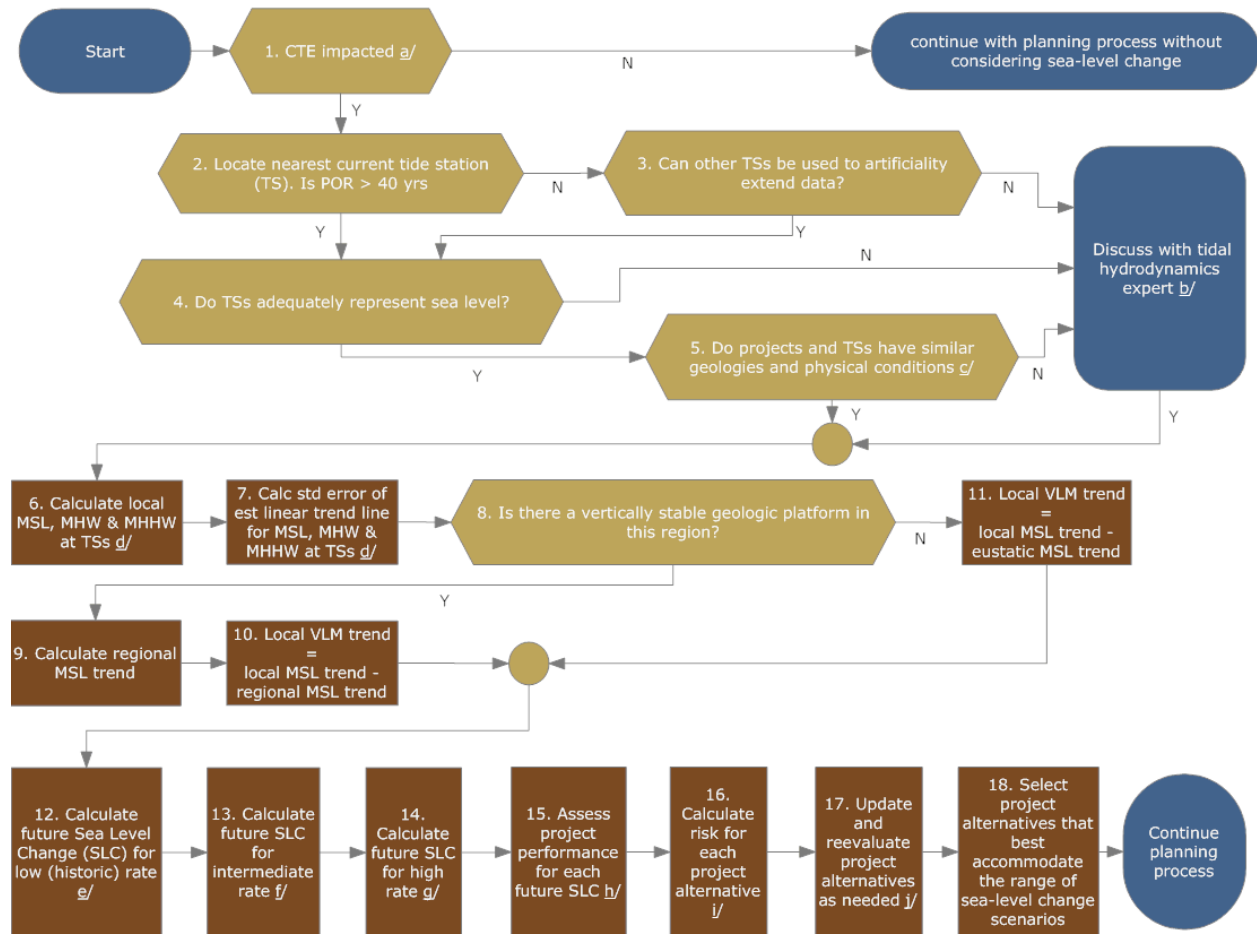 Start
1. CTE impacted a/
N
continue with planning process without
considering sea-level change
Y
2. Locate nearest current tide station
(TS). Is POR > 40 yrs
N
3. Can other TSs be used to artificiality
extend data?
N
Y
Y
4. Do TSs adequately represent sea level?
N
Discuss with tidal
hydrodynamics
expert b/
Y
5. Do projects and TSs have similar
geologies and physical conditions c/
N
Y
Y
6. Calculate local
MSL, MHW & MHHW
at TSs d/
7. Calc std error of
est linear trend line
for MSL, MHW &
MHHW at TSs d/
8. Is there a vertically stable geologic platform in
this region?
N
11. Local VLM trend
=
local MSL trend -
eustatic MSL trend
Y
9. Calculate regional
MSL trend
10. Local VLM trend
=
local MSL trend -
regional MSL trend
12. Calculate
future Sea Level
Change (SLC) for
low (historic) rate
e/
13. Calculate
future SLC
for
intermediate
rate f/
14.
Calculate
future SLC
for high
rate g/
15. Assess
project
performance
for each
future SLC h/
16.
Calculate
risk for
each
project
alternative
i/
17. Update
and
reevaluate
project
alternatives
as needed j/
18. Select
project
alternatives that
best
accommodate
the range of
sea-level change
scenarios
Continue
planning
process